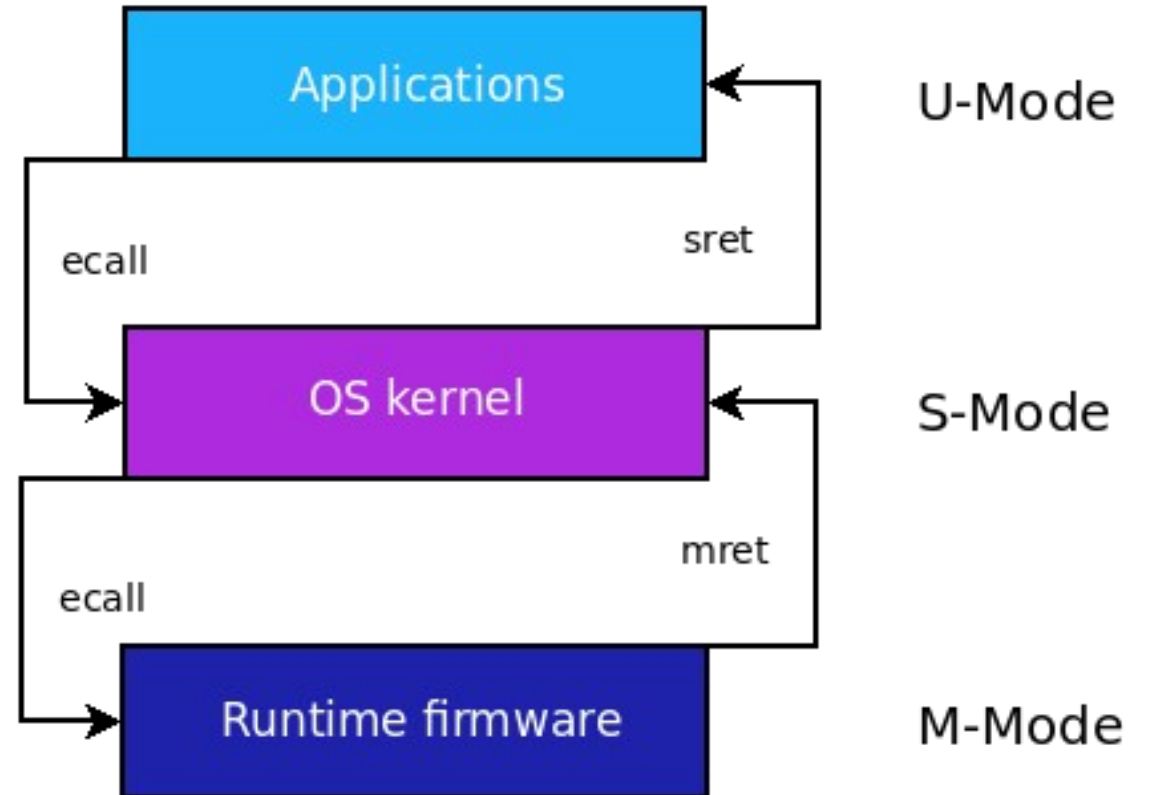 Applications
U-Mode
ecall
sret
OS kernel
S-Mode
ecall
mret
Runtime firmware
M-Mode